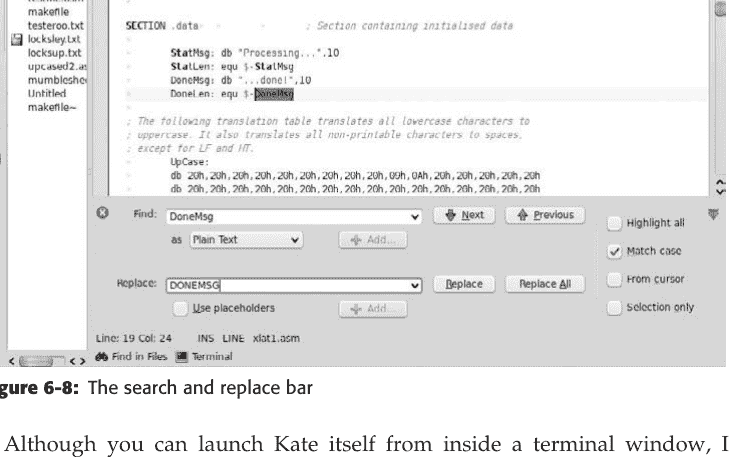 makefile
testeroo.txt
locksley.txt
locksup.txt
upcased2.as
mumbleshe
Untitled
makefile~
SECTION .data ; Section containing initialised data
StatMsg: db "Processing...",10
StatLen: equ $-StatMsg
DoneMsg: db "...done!",10
DoneLen: equ $-DoneMsg
; The following translation table translates all lowercase characters to
; uppercase. It also translates all non-printable characters to spaces,
; except for LF and HT.
UpCase:
db 20h,20h,20h,20h,20h,20h,20h,20h,20h,09h,0Ah,20h,20h,20h,20h,20h
db 20h,20h,20h,20h,20h,20h,20h,20h,20h,20h,20h,20h,20h,20h,20h,20h
Find: DoneMsg Next Previous
as Plain Text Add...
Replace: DONEMSG Replace Replace All
Use placeholders Add...
Highlight all
Match case
From cursor
Selection only
Line: 19 Col: 24 INS LINE xlat1.asm
Find in Files Terminal
gure 6-8: The search and replace bar
Although you can launch Kate itself from inside a terminal window, I